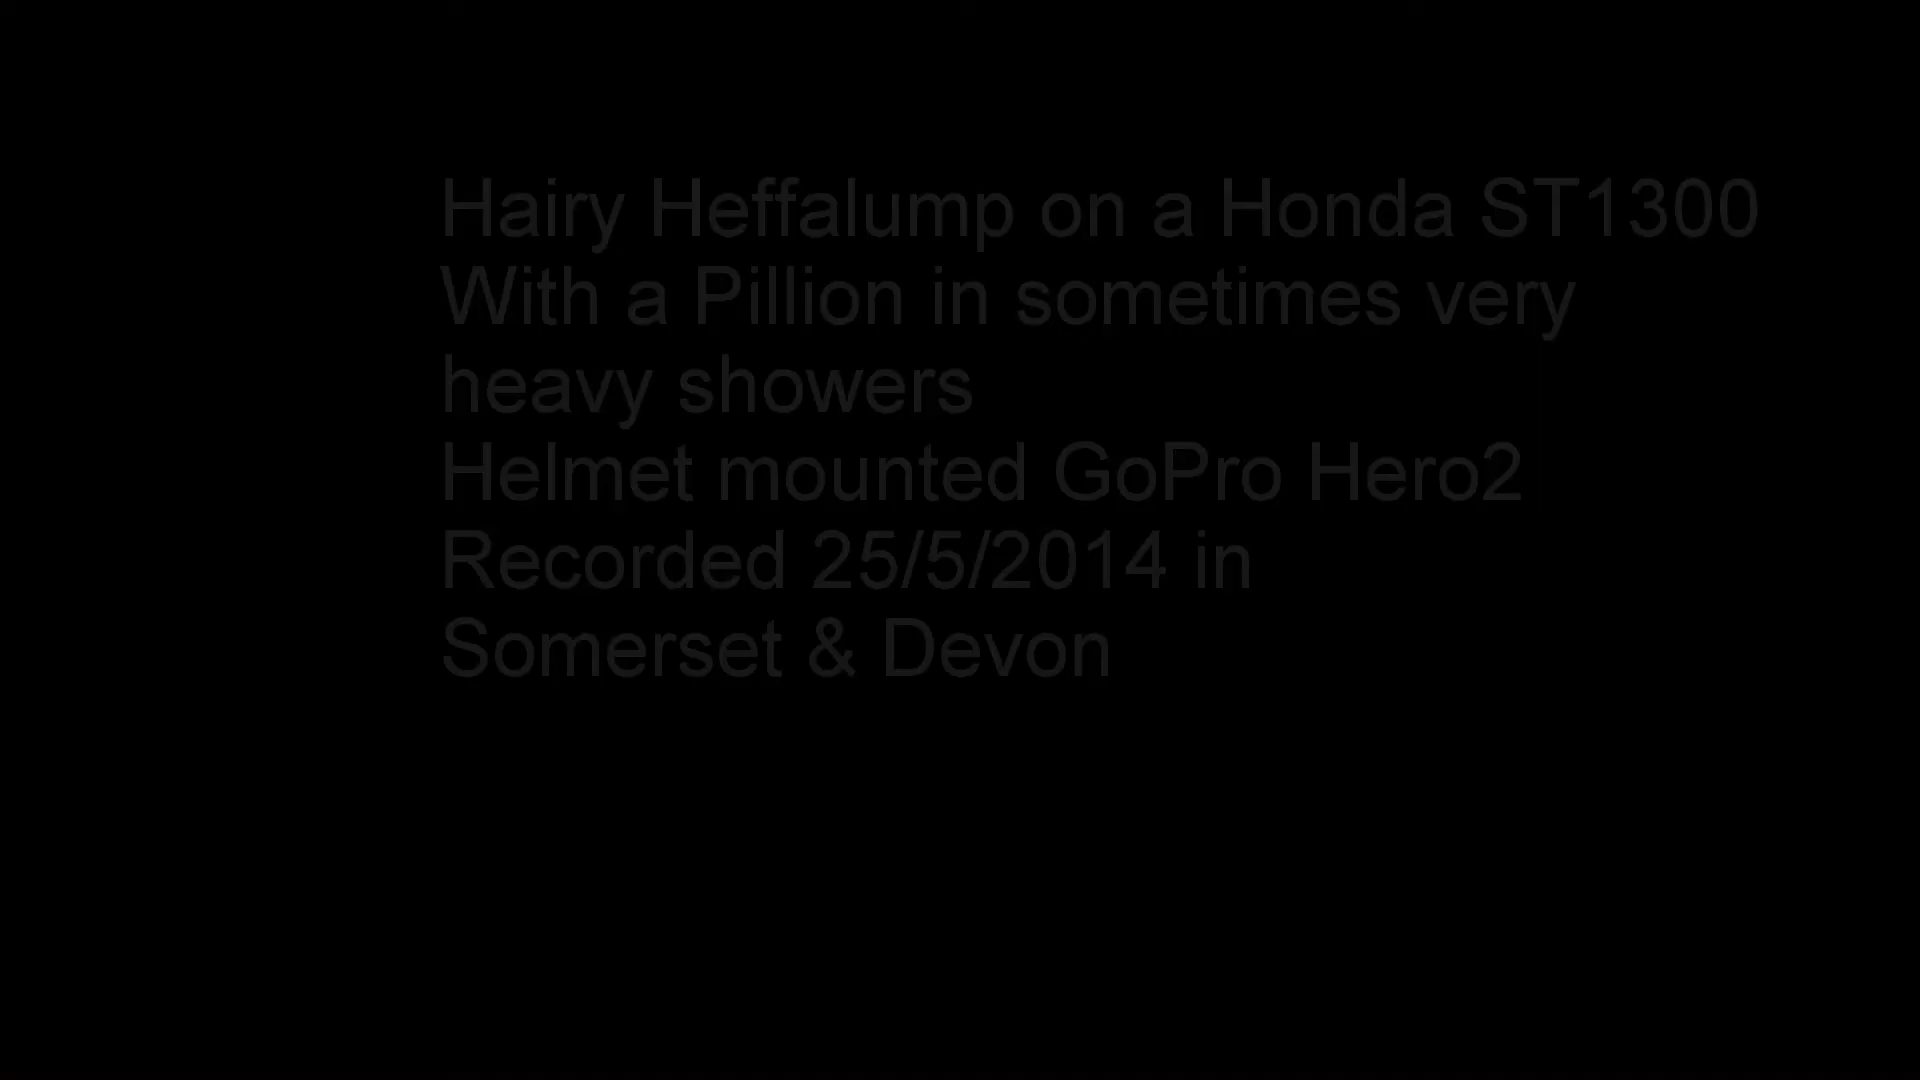 Hairy Heffalump on a Honda ST1300
With a Pillion in sometimes very
heavy showers
Helmet mounted GoPro Hero2
Recorded 25/5/2014 in
Somerset & Devon